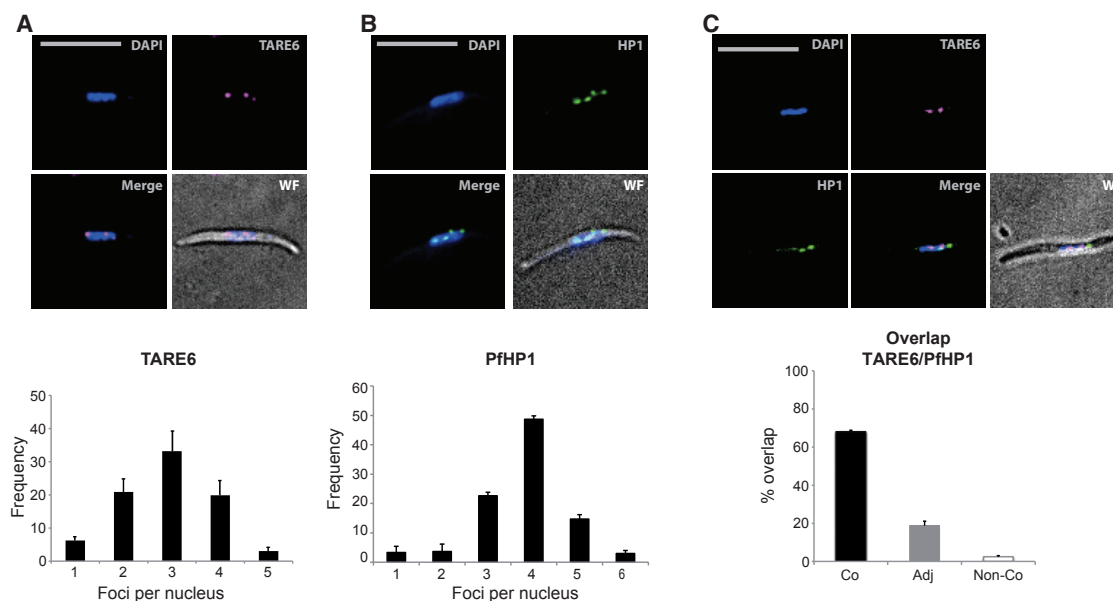 A
B
C
DAPI
TARE6
DAPI
HP1
DAPI
TARE6
Merge
WF
Merge
WF
HP1
Merge
W
TARE6
50
40
30
20
10
0
Frequency
1 2 3 4 5
Foci per nucleus
PfHP1
60
50
40
30
20
10
0
Frequency
1 2 3 4 5 6
Foci per nucleus
Overlap
TARE6/PfHP1
100
80
60
40
20
0
% overlap
Co Adj Non-Co